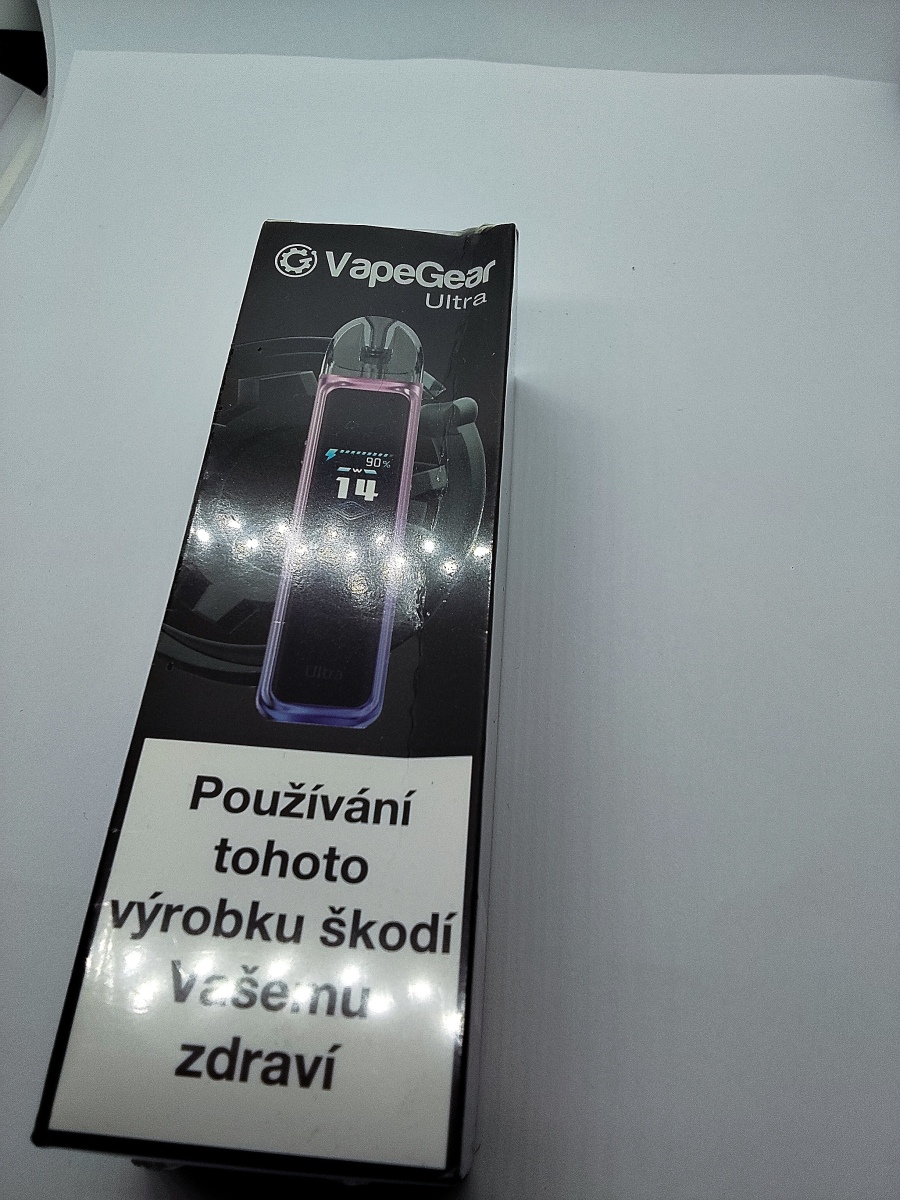 VapeGear
Ultra
90%
W
14
Ultra
Používání
tohoto
výrobku škodí
Vašemu
zdraví